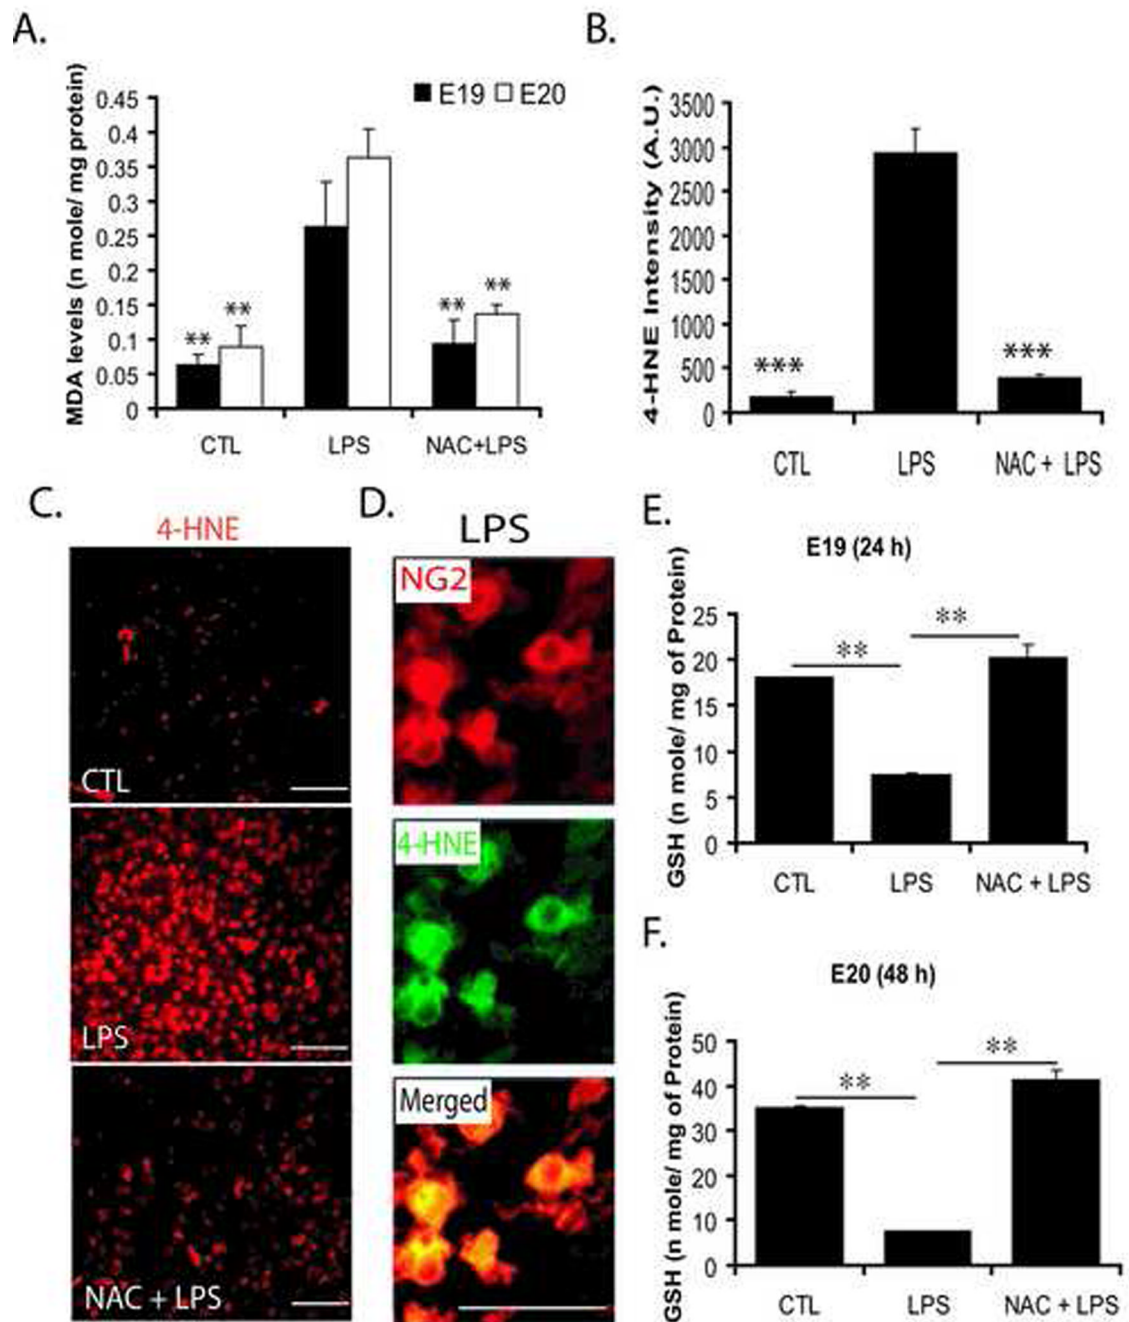 A.
MDA levels (n mole/ mg protein)
0.45
0.4
0.35
0.3
0.25
0.2
0.15
0.1
0.05
0
E19 E20
** ** ** **
CTL LPS NAC+LPS
B.
4-HNE Intensity (A.U.)
3500
3000
2500
2000
1500
1000
500
0
*** ***
CTL LPS NAC + LPS
C.
4-HNE
CTL
LPS
NAC + LPS
D.
LPS
NG2
4-HNE
Merged
E.
E19 (24 h)
GSH (n mole/ mg of Protein)
25
20
15
10
5
0
** **
CTL LPS NAC + LPS
F.
E20 (48 h)
GSH (n mole/ mg of Protein)
50
40
30
20
10
0
** **
CTL LPS NAC + LPS